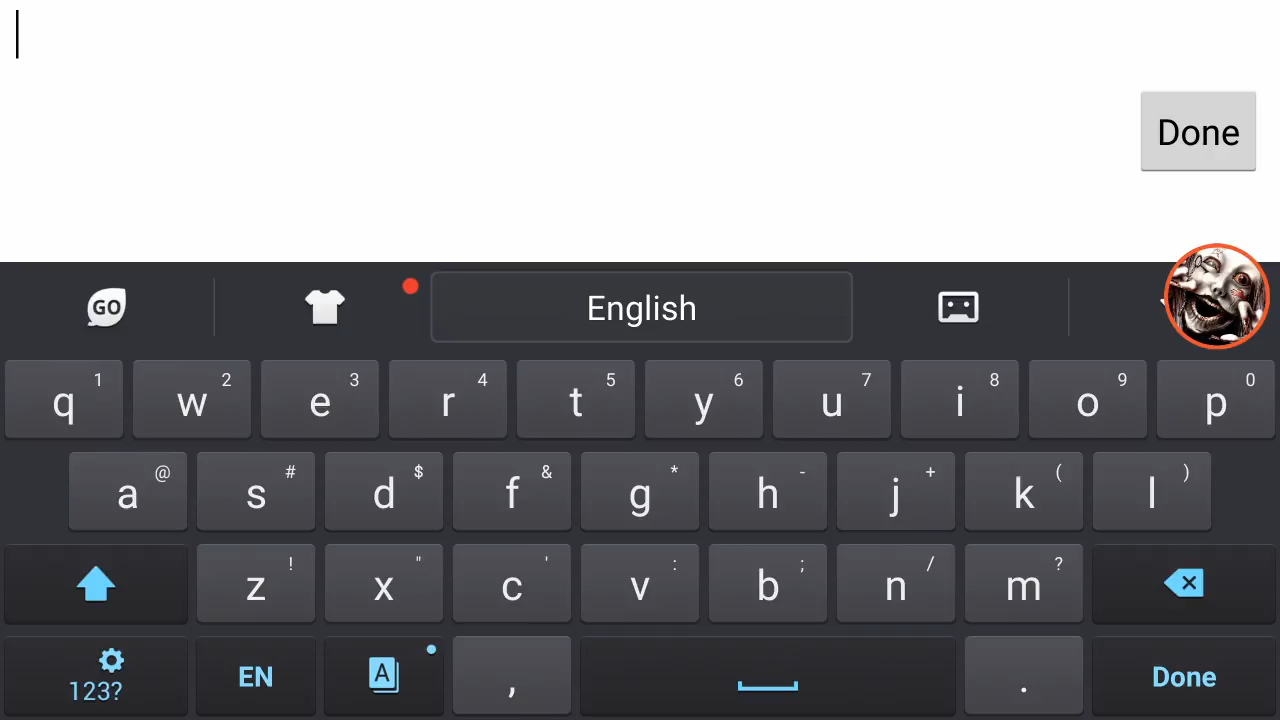 Done
GO
English
q 1 w 2 e 3 r 4 t 5 y 6 u 7 i 8 o 9 p 0
a @ s # d $ f & g * h - j + k ( l )
z ! x " c ' v : b ; n / m ?
123? EN A , . Done